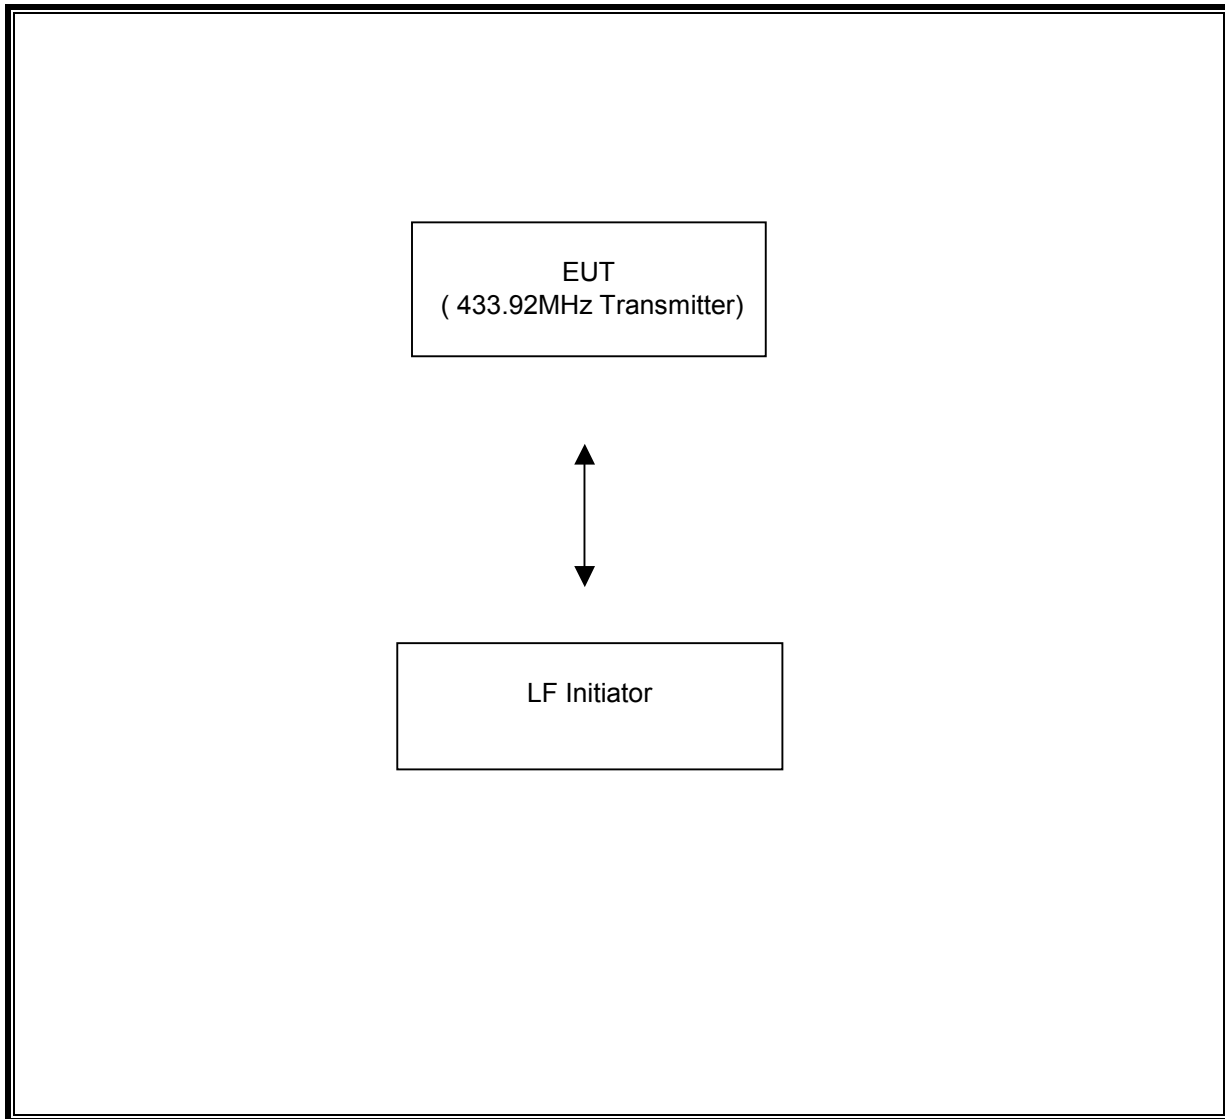 EUT
( 433.92MHz Transmitter)
LF Initiator